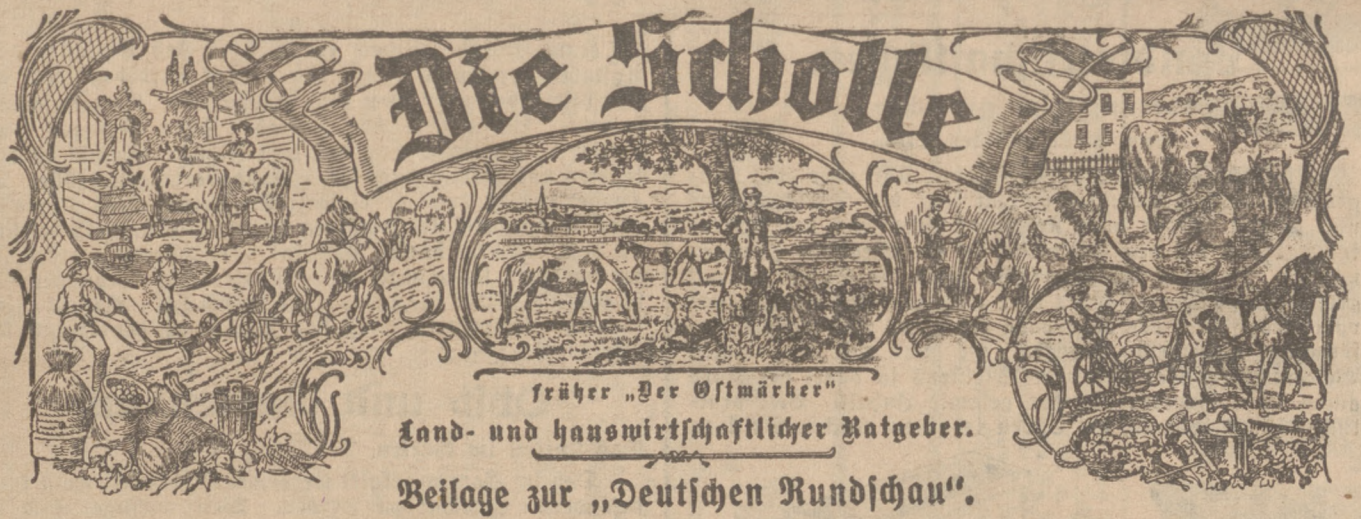 Die Scholle
früher „Der Ostmärker“
Land- und hauswirtschaftlicher Ratgeber.
Beilage zur „Deutschen Rundschau“.